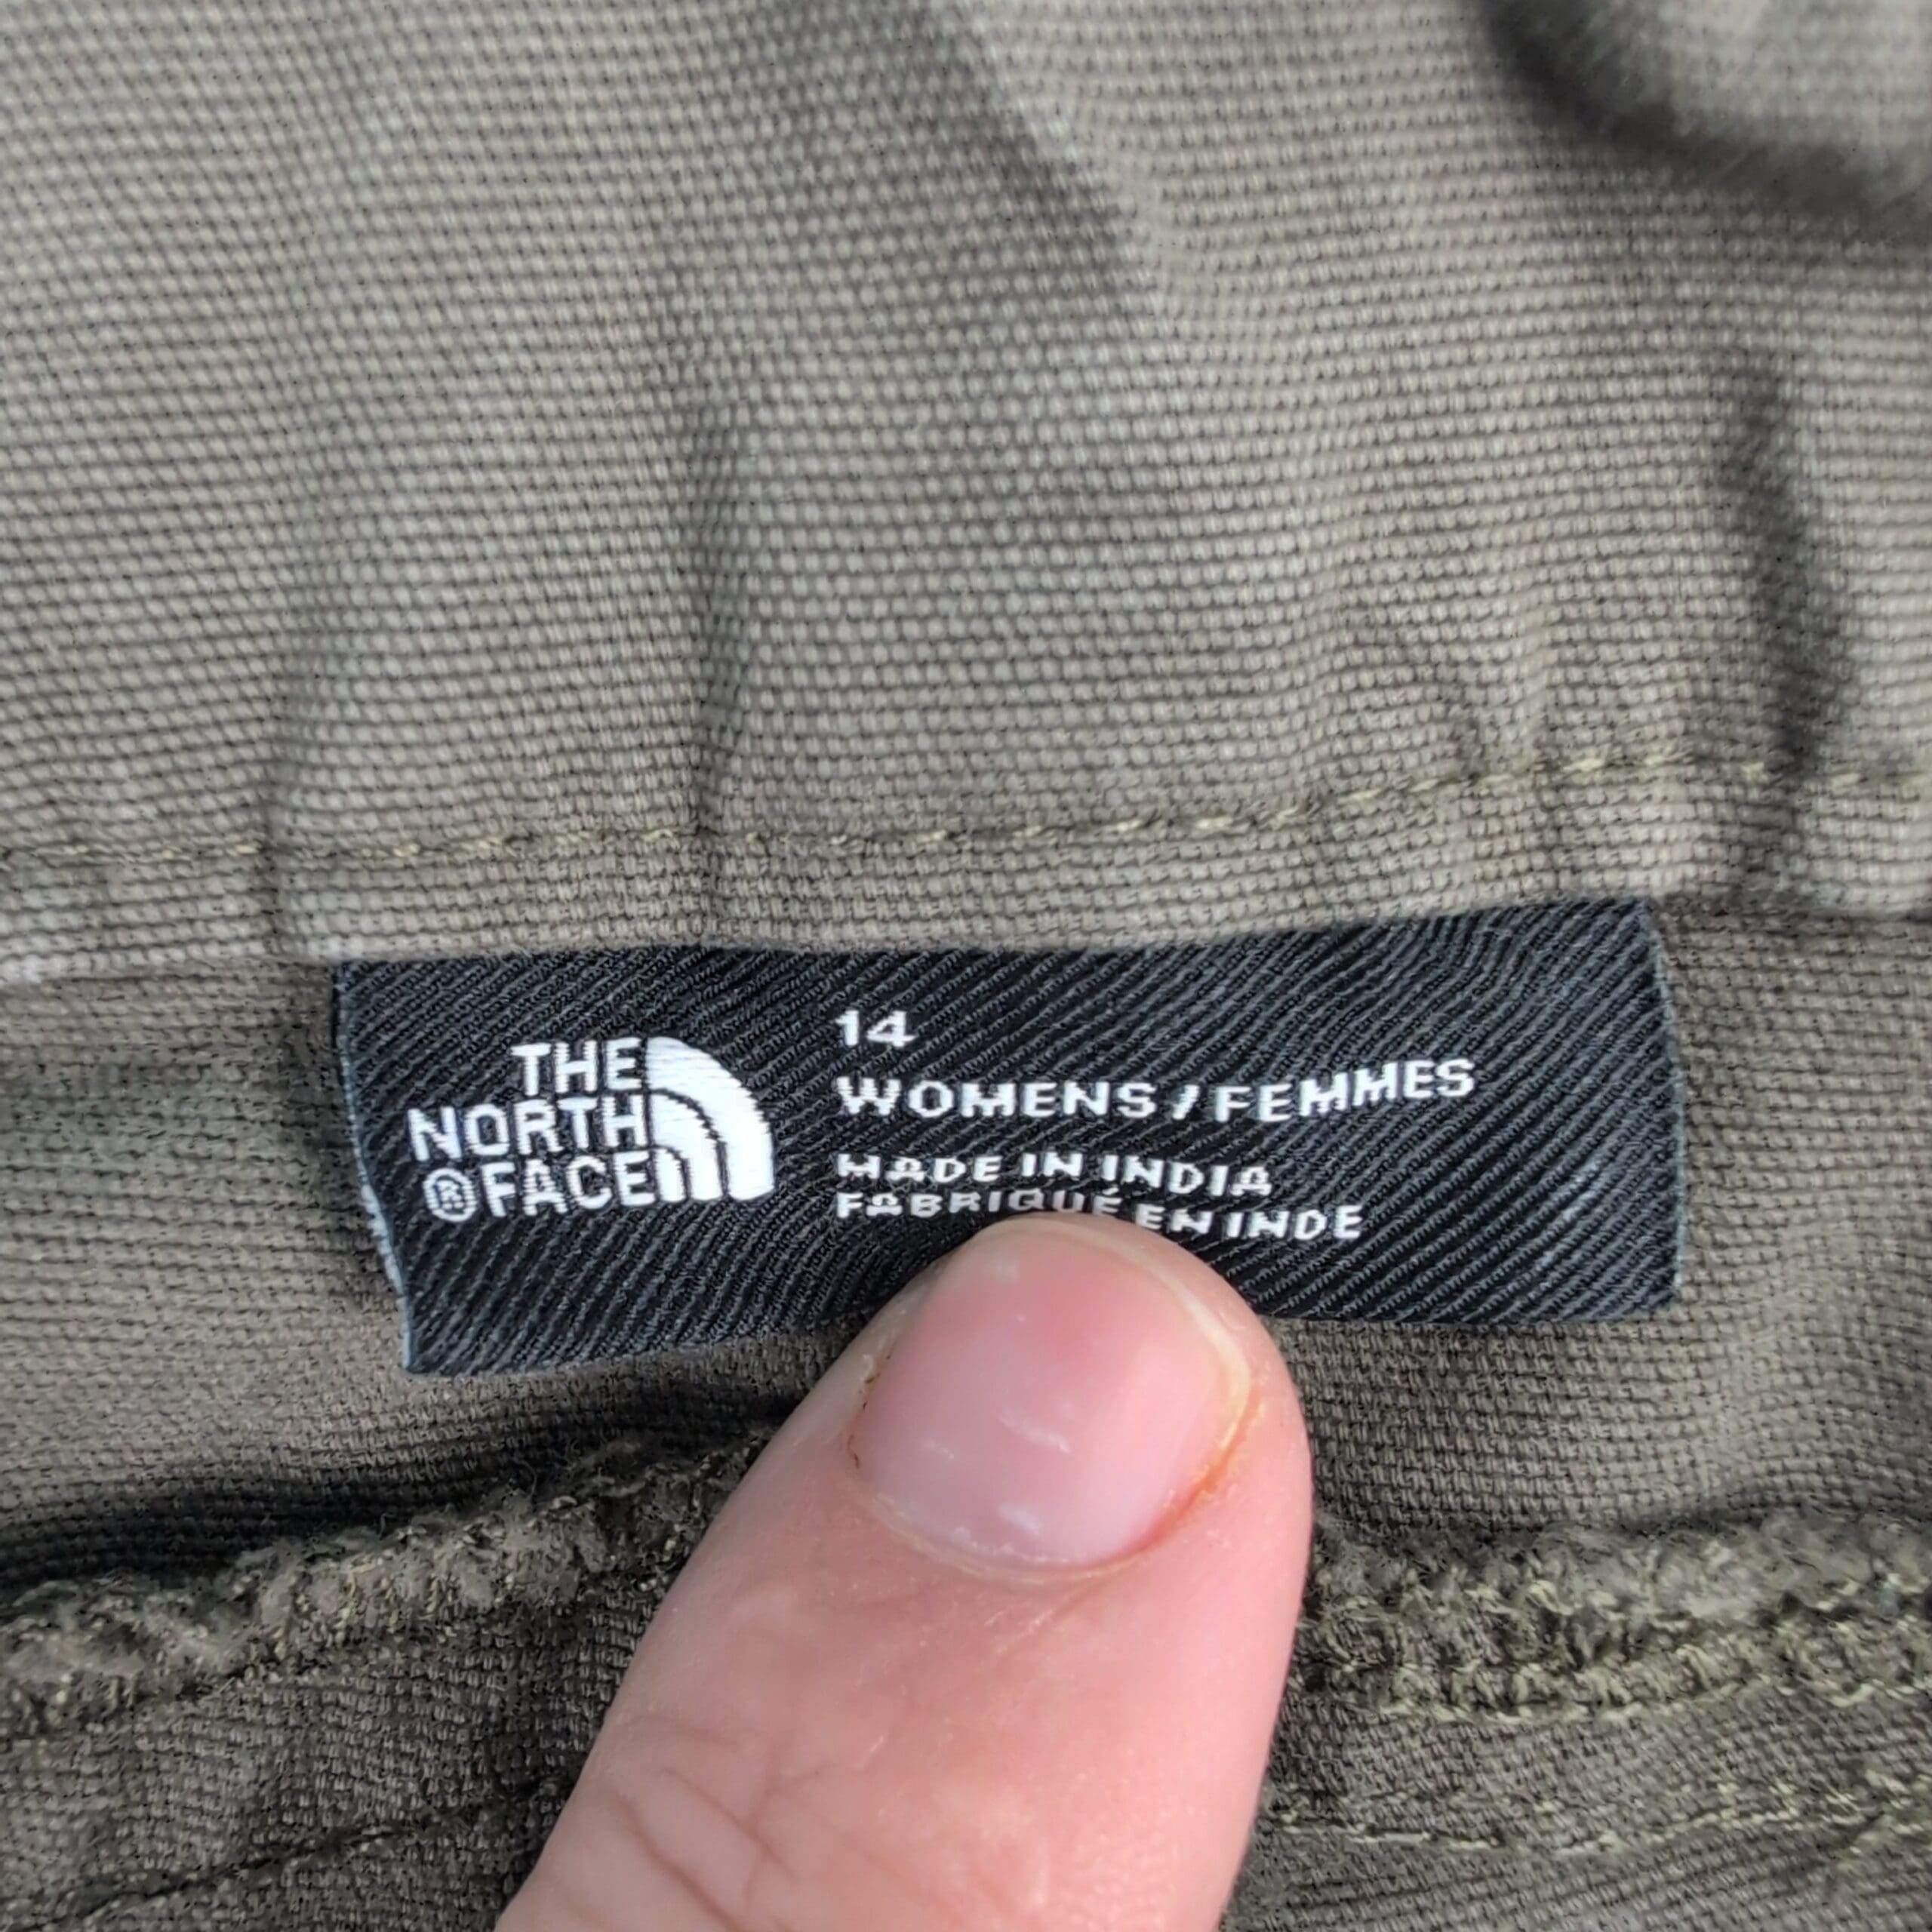 THE
NORTH
®FACE
14
WOMENS / FEMMES
MADE IN INDIA
FABRIQUÉ EN INDE